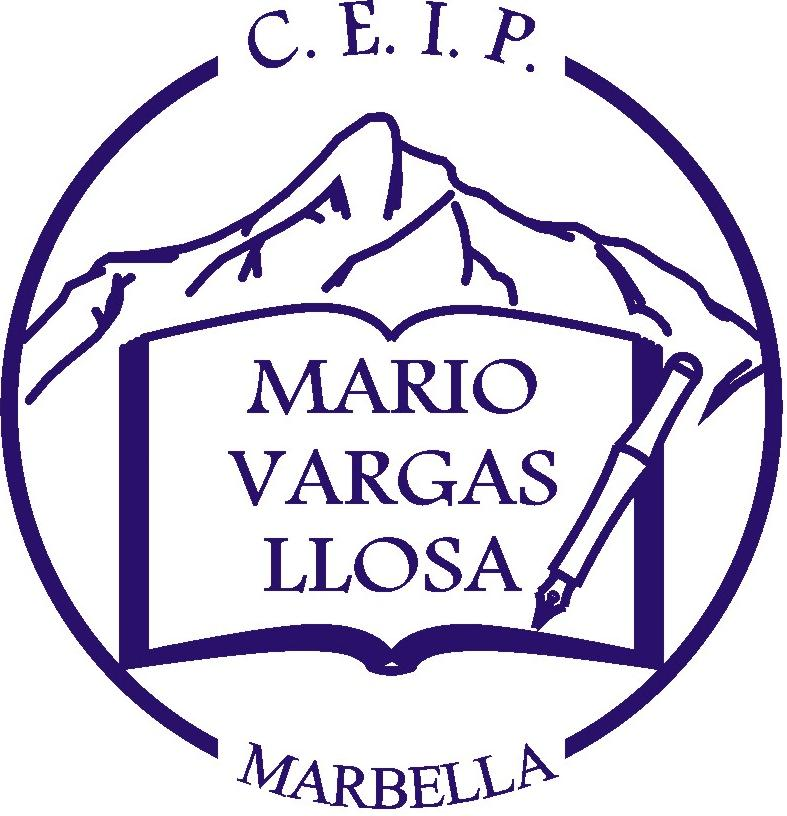 C. E. I. P.
MARIO
VARGAS
LLOSA
MARBELLA